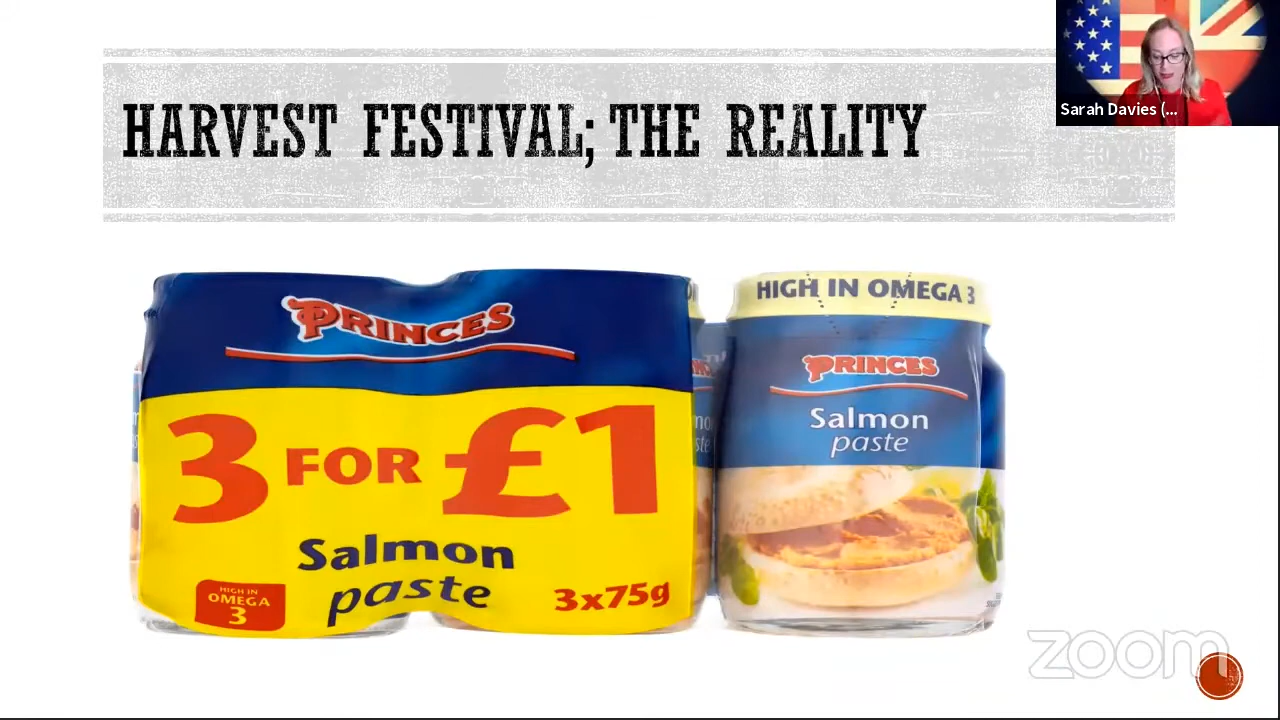 HARVEST FESTIVAL; THE REALITY
Sarah Davies (...
PRINCES
3 FOR £1
Salmon
paste
HIGH IN
OMEGA
3
3x75g
HIGH IN OMEGA 3
PRINCES
Salmon
paste
zoom